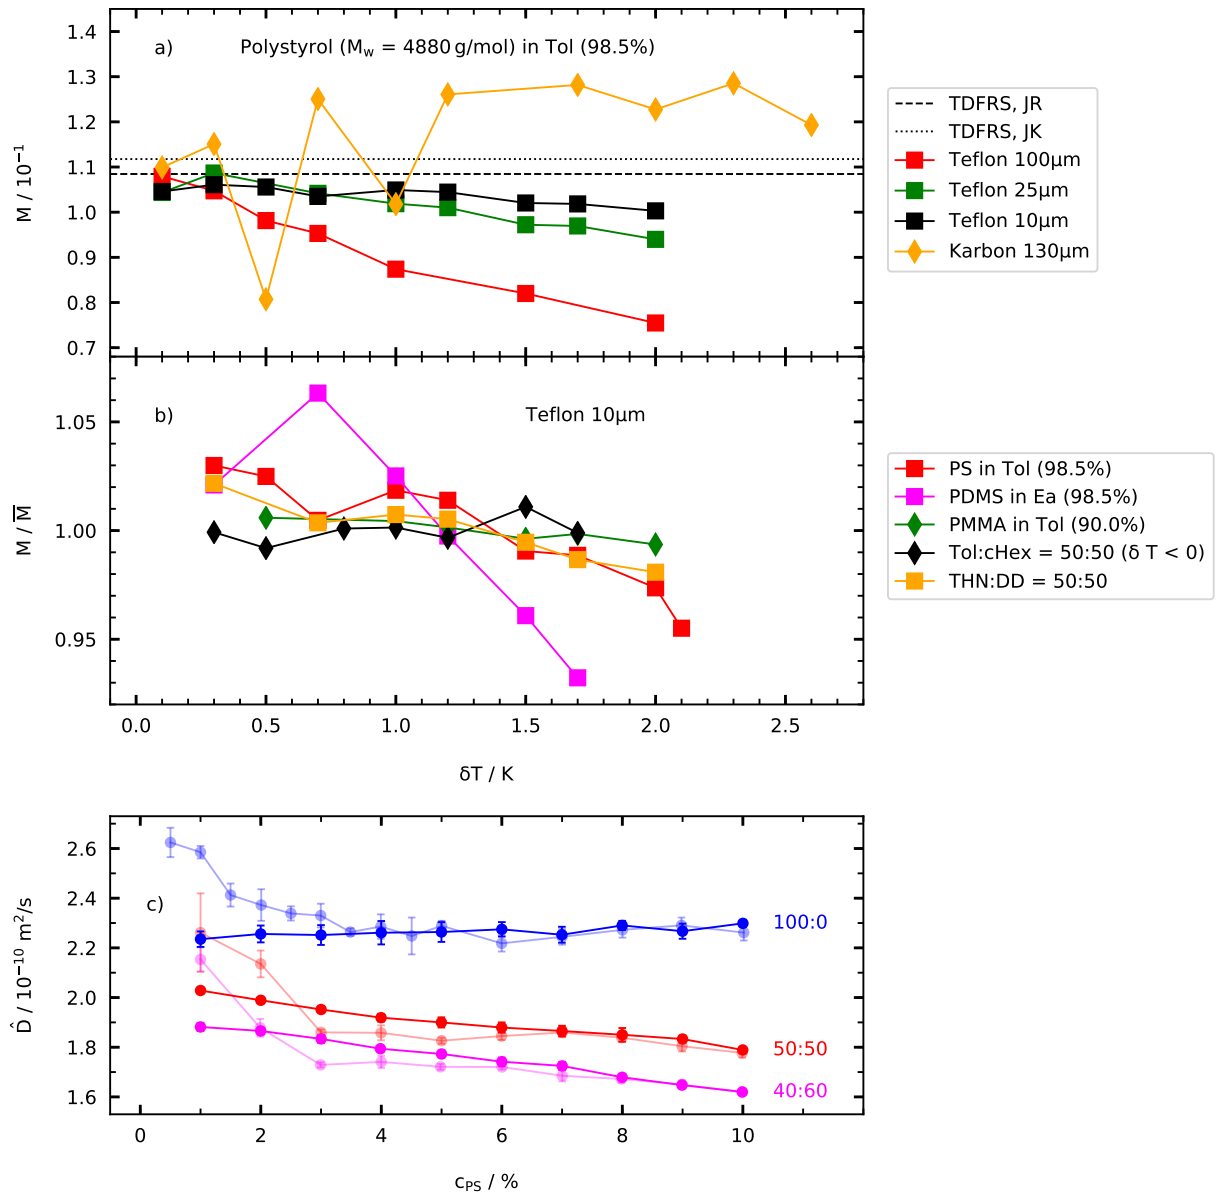 a) Polystyrol (M_w = 4880 g/mol) in Tol (98.5%)
1.4
1.3
1.2
1.1
1.0
0.9
0.8
0.7
M / 10⁻¹
TDFRS, JR
TDFRS, JK
Teflon 100µm
Teflon 25µm
Teflon 10µm
Karbon 130µm
b) Teflon 10µm
1.05
1.00
0.95
M / M̅
PS in Tol (98.5%)
PDMS in Ea (98.5%)
PMMA in Tol (90.0%)
Tol:cHex = 50:50 (δ T < 0)
THN:DD = 50:50
0.0 0.5 1.0 1.5 2.0 2.5
δT / K
c)
2.6
2.4
2.2
2.0
1.8
1.6
D̂ / 10⁻¹⁰ m²/s
100:0
50:50
40:60
0 2 4 6 8 10
c_PS / %